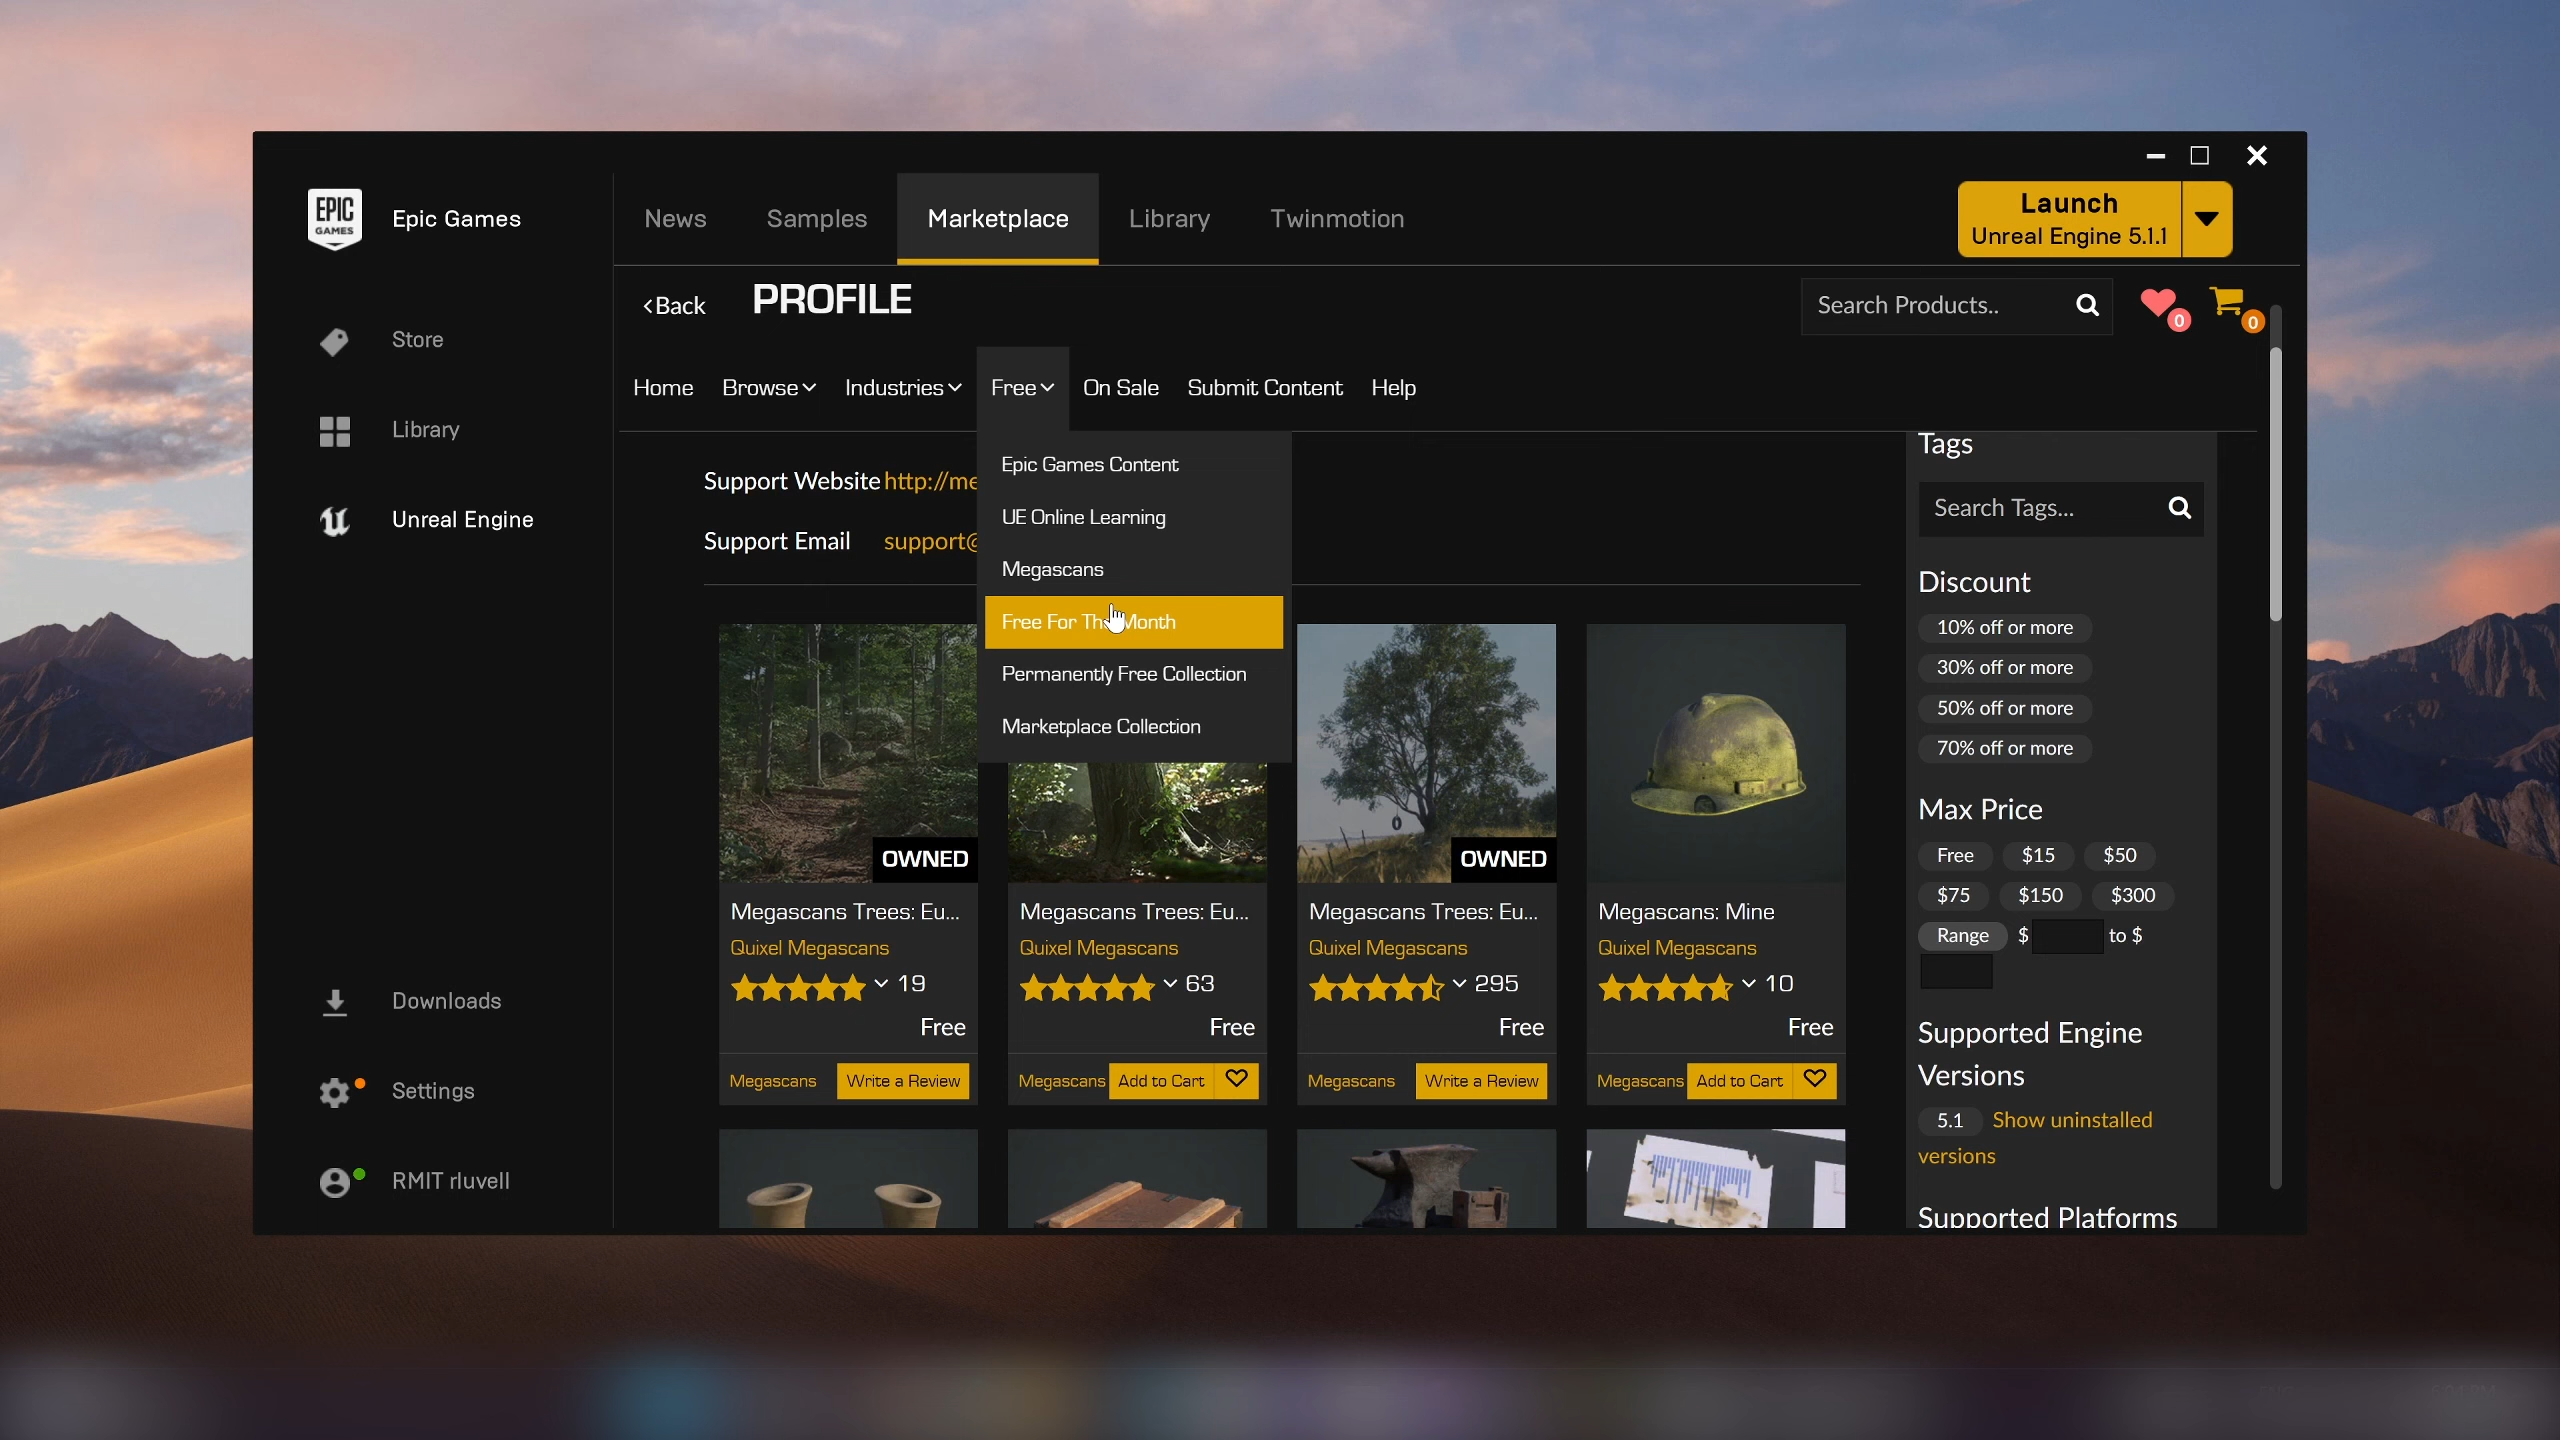 EPIC
GAMES
Epic Games
News
Samples
Marketplace
Library
Twinmotion
Launch
Unreal Engine 5.1.1
Store
Library
Unreal Engine
Downloads
Settings
RMIT rluvell
<Back
PROFILE
Search Products..
0
0
Home
Browse
Industries
Free
On Sale
Submit Content
Help
Epic Games Content
UE Online Learning
Megascans
Free For The Month
Permanently Free Collection
Marketplace Collection
Support Website http://me
Support Email support@
OWNED
Megascans Trees: Eu...
Quixel Megascans
19
Free
Megascans
Write a Review
Megascans Trees: Eu...
Quixel Megascans
63
Free
Megascans
Add to Cart
OWNED
Megascans Trees: Eu...
Quixel Megascans
295
Free
Megascans
Write a Review
Megascans: Mine
Quixel Megascans
10
Free
Megascans
Add to Cart
Tags
Search Tags...
Discount
10% off or more
30% off or more
50% off or more
70% off or more
Max Price
Free $15 $50
$75 $150 $300
Range $ to $
Supported Engine
Versions
5.1 Show uninstalled
versions
Supported Platforms